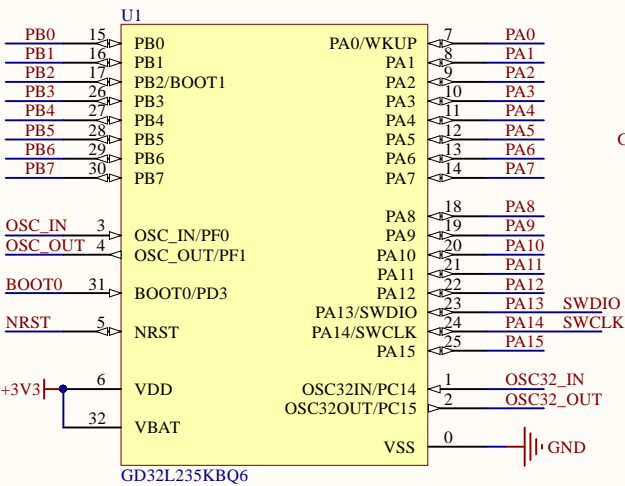 U1
PB0 15 PB0 PA0/WKUP 7 PA0
PB1 16 PB1 PA1 8 PA1
PB2 17 PB2/BOOT1 PA2 9 PA2
PB3 26 PB3 PA3 10 PA3
PB4 27 PB4 PA4 11 PA4
PB5 28 PB5 PA5 12 PA5
PB6 29 PB6 PA6 13 PA6
PB7 30 PB7 PA7 14 PA7
PA8 18 PA8
OSC_IN 3 OSC_IN/PF0 PA9 19 PA9
OSC_OUT 4 OSC_OUT/PF1 PA10 20 PA10
PA11 21 PA11
BOOT0 31 BOOT0/PD3 PA12 22 PA12
PA13/SWDIO 23 PA13 SWDIO
NRST 5 NRST PA14/SWCLK 24 PA14 SWCLK
PA15 25 PA15
+3V3 6 VDD OSC32IN/PC14 1 OSC32_IN
OSC32OUT/PC15 2 OSC32_OUT
32 VBAT
VSS 0 GND
GD32L235KBQ6